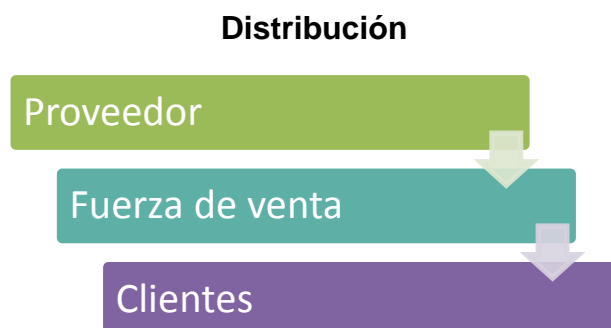 Distribución
Proveedor
Fuerza de venta
Clientes